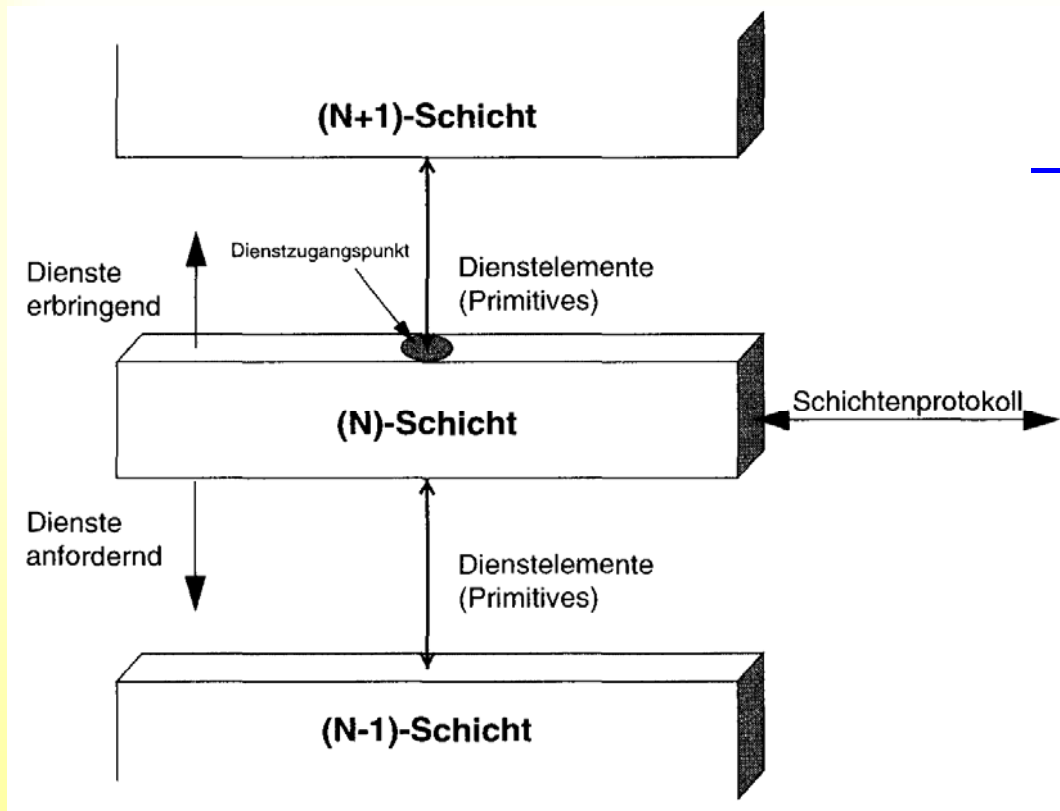 (N+1)-Schicht
Dienstzugangspunkt
Dienste
erbringend
Dienstelemente
(Primitives)
(N)-Schicht
Schichtenprotokoll
Dienste
anfordernd
Dienstelemente
(Primitives)
(N-1)-Schicht